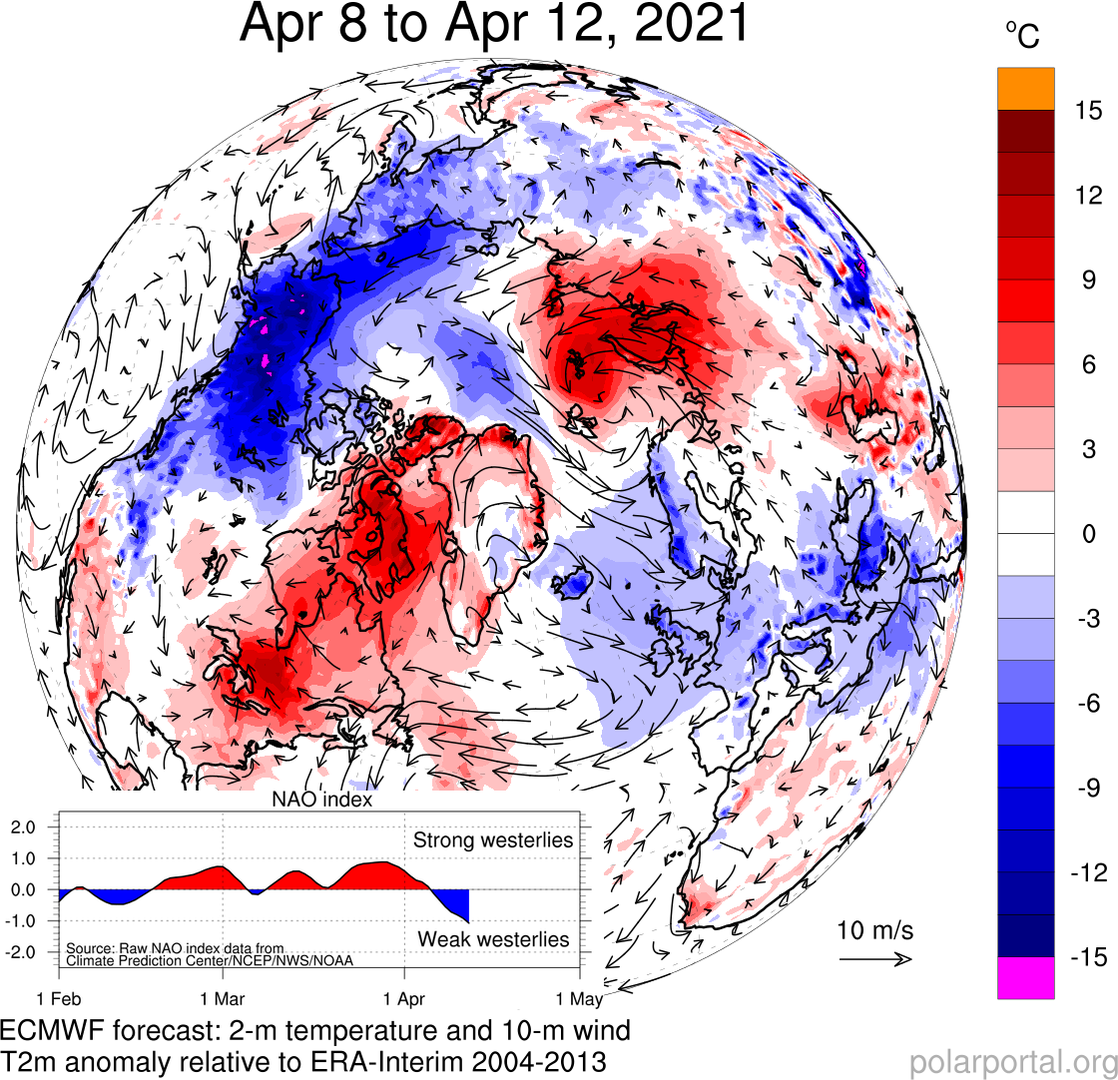 Apr 8 to Apr 12, 2021
°C
15
12
9
6
3
0
-3
-6
-9
-12
-15
NAO index
2.0
1.0
0.0
-1.0
-2.0
Strong westerlies
Weak westerlies
Source: Raw NAO index data from
Climate Prediction Center/NCEP/NWS/NOAA
1 Feb
1 Mar
1 Apr
1 May
10 m/s
ECMWF forecast: 2-m temperature and 10-m wind
T2m anomaly relative to ERA-Interim 2004-2013
polarportal.org